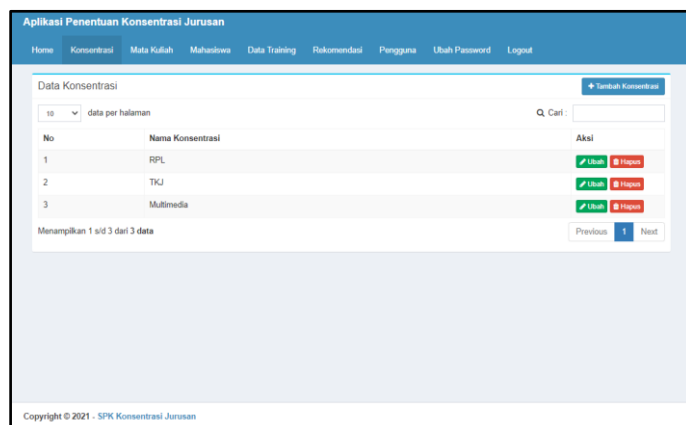 Aplikasi Penentuan Konsentrasi Jurusan
Home Konsentrasi Mata Kuliah Mahasiswa Data Training Rekomendasi Pengguna Ubah Password Logout
Data Konsentrasi
Tambah Konsentrasi
10 data per halaman Cari :
No Nama Konsentrasi Aksi
1 RPL Ubah Hapus
2 TKJ Ubah Hapus
3 Multimedia Ubah Hapus
Menampilkan 1 s/d 3 dari 3 data Previous 1 Next
Copyright © 2021 - SPK Konsentrasi Jurusan